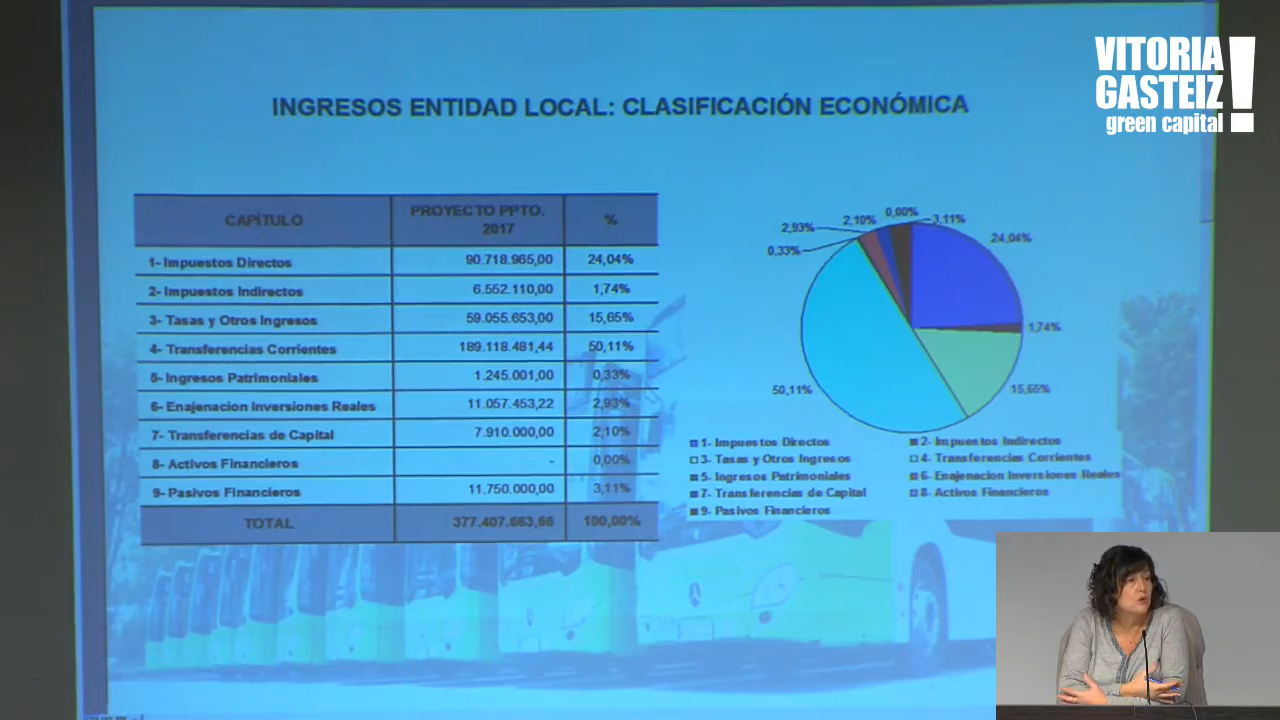 VITORIA
GASTEIZ
green capital
!
INGRESOS ENTIDAD LOCAL: CLASIFICACIÓN ECONÓMICA
CAPÍTULO PROYECTO PPTO. 2017 %
1- Impuestos Directos 90.718.965,00 24,04%
2- Impuestos Indirectos 6.552.110,00 1,74%
3- Tasas y Otros Ingresos 59.055.653,00 15,65%
4- Transferencias Corrientes 189.118.481,44 50,11%
5- Ingresos Patrimoniales 1.245.001,00 0,33%
6- Enajenacion Inversiones Reales 11.057.453,22 2,93%
7- Transferencias de Capital 7.910.000,00 2,10%
8- Activos Financieros - 0,00%
9- Pasivos Financieros 11.750.000,00 3,11%
TOTAL 377.407.663,66 100,00%
0,00%
2,10%
3,11%
2,93%
24,04%
0,33%
1,74%
50,11%
15,65%
1- Impuestos Directos 2- Impuestos Indirectos
3- Tasas y Otros Ingresos 4- Transferencias Corrientes
5- Ingresos Patrimoniales 6- Enajenacion Inversiones Reales
7- Transferencias de Capital 8- Activos Financieros
9- Pasivos Financieros